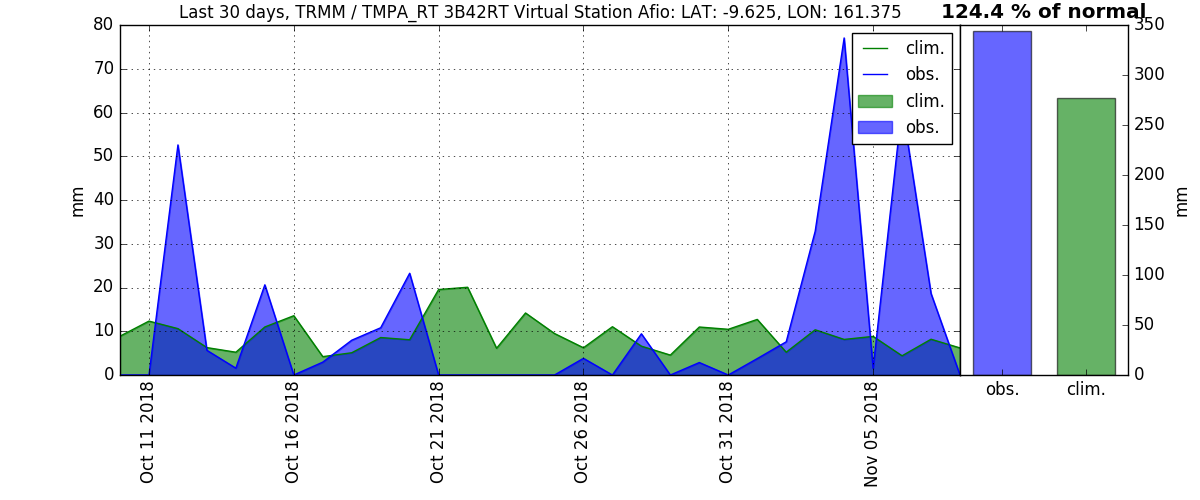 Last 30 days, TRMM / TMPA_RT 3B42RT Virtual Station Afio: LAT: -9.625, LON: 161.375
124.4 % of normal
80
70
60
50
40
30
20
10
0
mm
clim.
obs.
clim.
obs.
350
300
250
200
150
100
50
0
mm
obs.
clim.
Oct 11 2018
Oct 16 2018
Oct 21 2018
Oct 26 2018
Oct 31 2018
Nov 05 2018